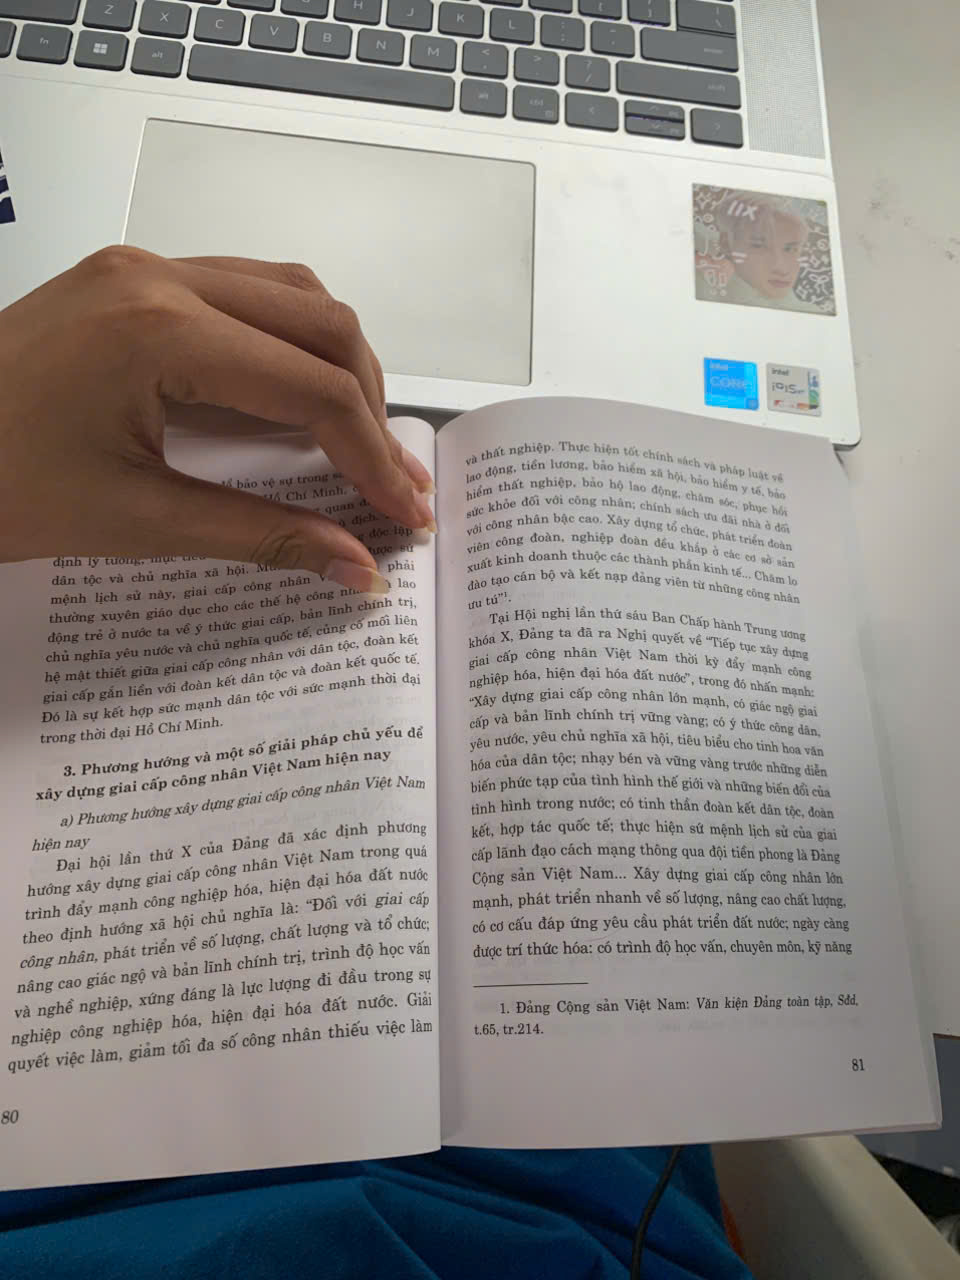 Z
X
C
V
B
N
M
H
J
K
L
fn
alt
alt
ctrl
enter
shift
intel
CORE
intel
để bảo vệ sự trong
Hồ Chí Minh,
quan
địch.
độc lập
định lý tưởng, mục tiêu
dân tộc và chủ nghĩa xã hội.
mệnh lịch sử này, giai cấp công nhân phải
thường xuyên giáo dục cho các thế hệ công lao
động trẻ ở nước ta về ý thức giai cấp, bản lĩnh chính trị,
chủ nghĩa yêu nước và chủ nghĩa quốc tế, củng cố mối liên
hệ mật thiết giữa giai cấp công nhân với dân tộc, đoàn kết
giai cấp gắn liền với đoàn kết dân tộc và đoàn kết quốc tế.
Đó là sự kết hợp sức mạnh dân tộc với sức mạnh thời đại
trong thời đại Hồ Chí Minh.
3. Phương hướng và một số giải pháp chủ yếu để
xây dựng giai cấp công nhân Việt Nam hiện nay
a) Phương hướng xây dựng giai cấp công nhân Việt Nam
hiện nay
Đại hội lần thứ X của Đảng đã xác định phương
hướng xây dựng giai cấp công nhân Việt Nam trong quá
trình đẩy mạnh công nghiệp hóa, hiện đại hóa đất nước
theo định hướng xã hội chủ nghĩa là: “Đối với giai cấp
công nhân, phát triển về số lượng, chất lượng và tổ chức;
nâng cao giác ngộ và bản lĩnh chính trị, trình độ học vấn
và nghề nghiệp, xứng đáng là lực lượng đi đầu trong sự
nghiệp công nghiệp hóa, hiện đại hóa đất nước. Giải
quyết việc làm, giảm tối đa số công nhân thiếu việc làm
80
và thất nghiệp. Thực hiện tốt chính sách và pháp luật về
lao động, tiền lương, bảo hiểm xã hội, bảo hiểm y tế, bảo
hiểm thất nghiệp, bảo hộ lao động, chăm sóc, phục hồi
sức khỏe đối với công nhân; chính sách ưu đãi nhà ở đối
với công nhân bậc cao. Xây dựng tổ chức, phát triển đoàn
viên công đoàn, nghiệp đoàn đều khắp ở các cơ sở sản
xuất kinh doanh thuộc các thành phần kinh tế... Chăm lo
đào tạo cán bộ và kết nạp đảng viên từ những công nhân
ưu tú”¹.
Tại Hội nghị lần thứ sáu Ban Chấp hành Trung ương
khóa X, Đảng ta đã ra Nghị quyết về “Tiếp tục xây dựng
giai cấp công nhân Việt Nam thời kỳ đẩy mạnh công
nghiệp hóa, hiện đại hóa đất nước”, trong đó nhấn mạnh:
“Xây dựng giai cấp công nhân lớn mạnh, có giác ngộ giai
cấp và bản lĩnh chính trị vững vàng; có ý thức công dân,
yêu nước, yêu chủ nghĩa xã hội, tiêu biểu cho tinh hoa văn
hóa của dân tộc; nhạy bén và vững vàng trước những diễn
biến phức tạp của tình hình thế giới và những biến đổi của
tình hình trong nước; có tinh thần đoàn kết dân tộc, đoàn
kết, hợp tác quốc tế; thực hiện sứ mệnh lịch sử của giai
cấp lãnh đạo cách mạng thông qua đội tiền phong là Đảng
Cộng sản Việt Nam... Xây dựng giai cấp công nhân lớn
mạnh, phát triển nhanh về số lượng, nâng cao chất lượng,
có cơ cấu đáp ứng yêu cầu phát triển đất nước; ngày càng
được trí thức hóa: có trình độ học vấn, chuyên môn, kỹ năng
1. Đảng Cộng sản Việt Nam: Văn kiện Đảng toàn tập, Sđd,
t.65, tr.214.
81